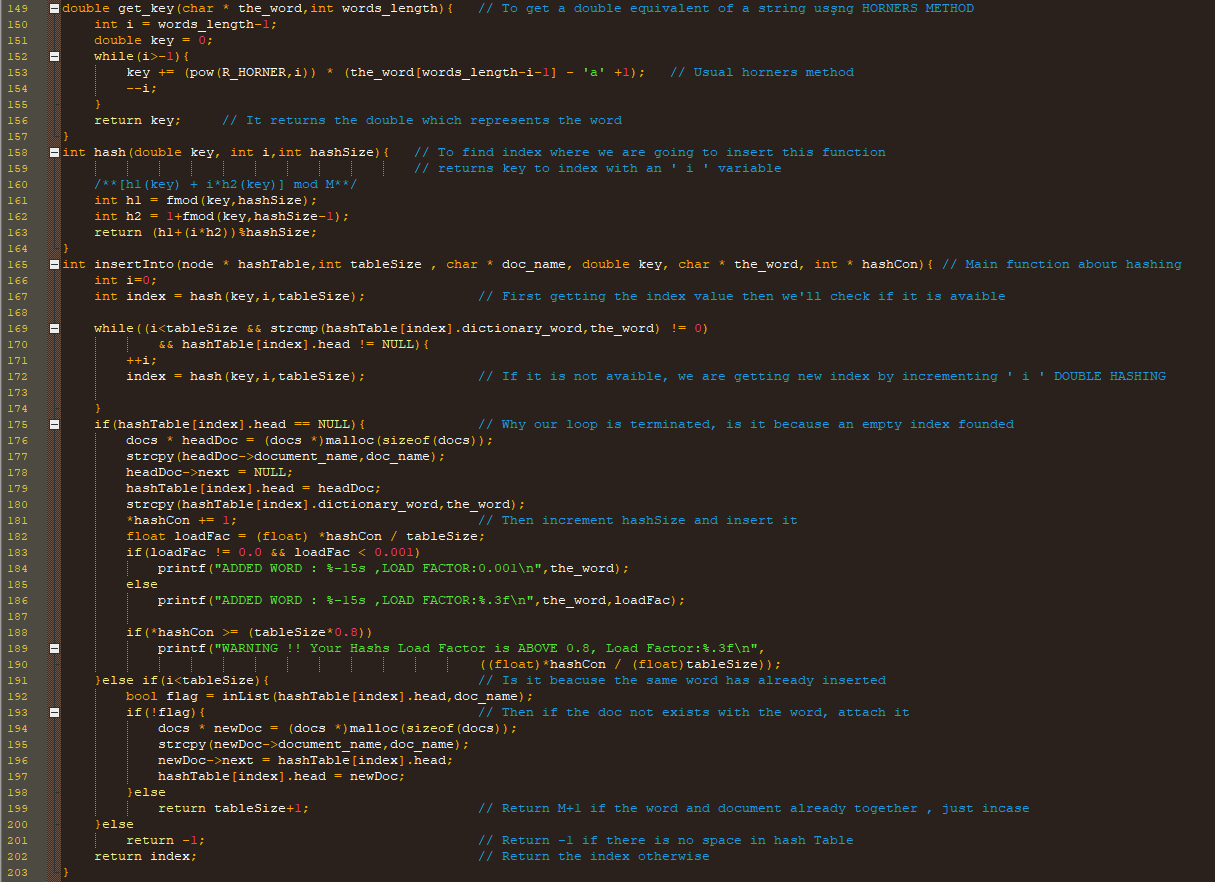 149 double get_key(char * the_word,int words_length){ // To get a double equivalent of a string usşng HORNERS METHOD
150 int i = words_length-1;
151 double key = 0;
152 while(i>-1){
153 key += (pow(R_HORNER,i)) * (the_word[words_length-i-1] - 'a' +1); // Usual horners method
154 --i;
155 }
156 return key; // It returns the double which represents the word
157 }
158 int hash(double key, int i,int hashSize){ // To find index where we are going to insert this function
159 // returns key to index with an ' i ' variable
160 /**[h1(key) + i*h2(key)] mod M**/
161 int h1 = fmod(key,hashSize);
162 int h2 = 1+fmod(key,hashSize-1);
163 return (h1+(i*h2))%hashSize;
164 }
165 int insertInto(node * hashTable,int tableSize , char * doc_name, double key, char * the_word, int * hashCon){ // Main function about hashing
166 int i=0;
167 int index = hash(key,i,tableSize); // First getting the index value then we'll check if it is avaible
168
169 while((i<tableSize && strcmp(hashTable[index].dictionary_word,the_word) != 0)
170 && hashTable[index].head != NULL){
171 ++i;
172 index = hash(key,i,tableSize); // If it is not avaible, we are getting new index by incrementing ' i ' DOUBLE HASHING
173
174 }
175 if(hashTable[index].head == NULL){ // Why our loop is terminated, is it because an empty index founded
176 docs * headDoc = (docs *)malloc(sizeof(docs));
177 strcpy(headDoc->document_name,doc_name);
178 headDoc->next = NULL;
179 hashTable[index].head = headDoc;
180 strcpy(hashTable[index].dictionary_word,the_word);
181 *hashCon += 1; // Then increment hashSize and insert it
182 float loadFac = (float) *hashCon / tableSize;
183 if(loadFac != 0.0 && loadFac < 0.001)
184 printf("ADDED WORD : %-15s ,LOAD FACTOR:0.001\n",the_word);
185 else
186 printf("ADDED WORD : %-15s ,LOAD FACTOR:%.3f\n",the_word,loadFac);
187
188 if(*hashCon >= (tableSize*0.8))
189 printf("WARNING !! Your Hashs Load Factor is ABOVE 0.8, Load Factor:%.3f\n",
190 ((float)*hashCon / (float)tableSize));
191 }else if(i<tableSize){ // Is it beacuse the same word has already inserted
192 bool flag = inList(hashTable[index].head,doc_name);
193 if(!flag){ // Then if the doc not exists with the word, attach it
194 docs * newDoc = (docs *)malloc(sizeof(docs));
195 strcpy(newDoc->document_name,doc_name);
196 newDoc->next = hashTable[index].head;
197 hashTable[index].head = newDoc;
198 }else
199 return tableSize+1; // Return M+1 if the word and document already together , just incase
200 }else
201 return -1; // Return -1 if there is no space in hash Table
202 return index; // Return the index otherwise
203 }